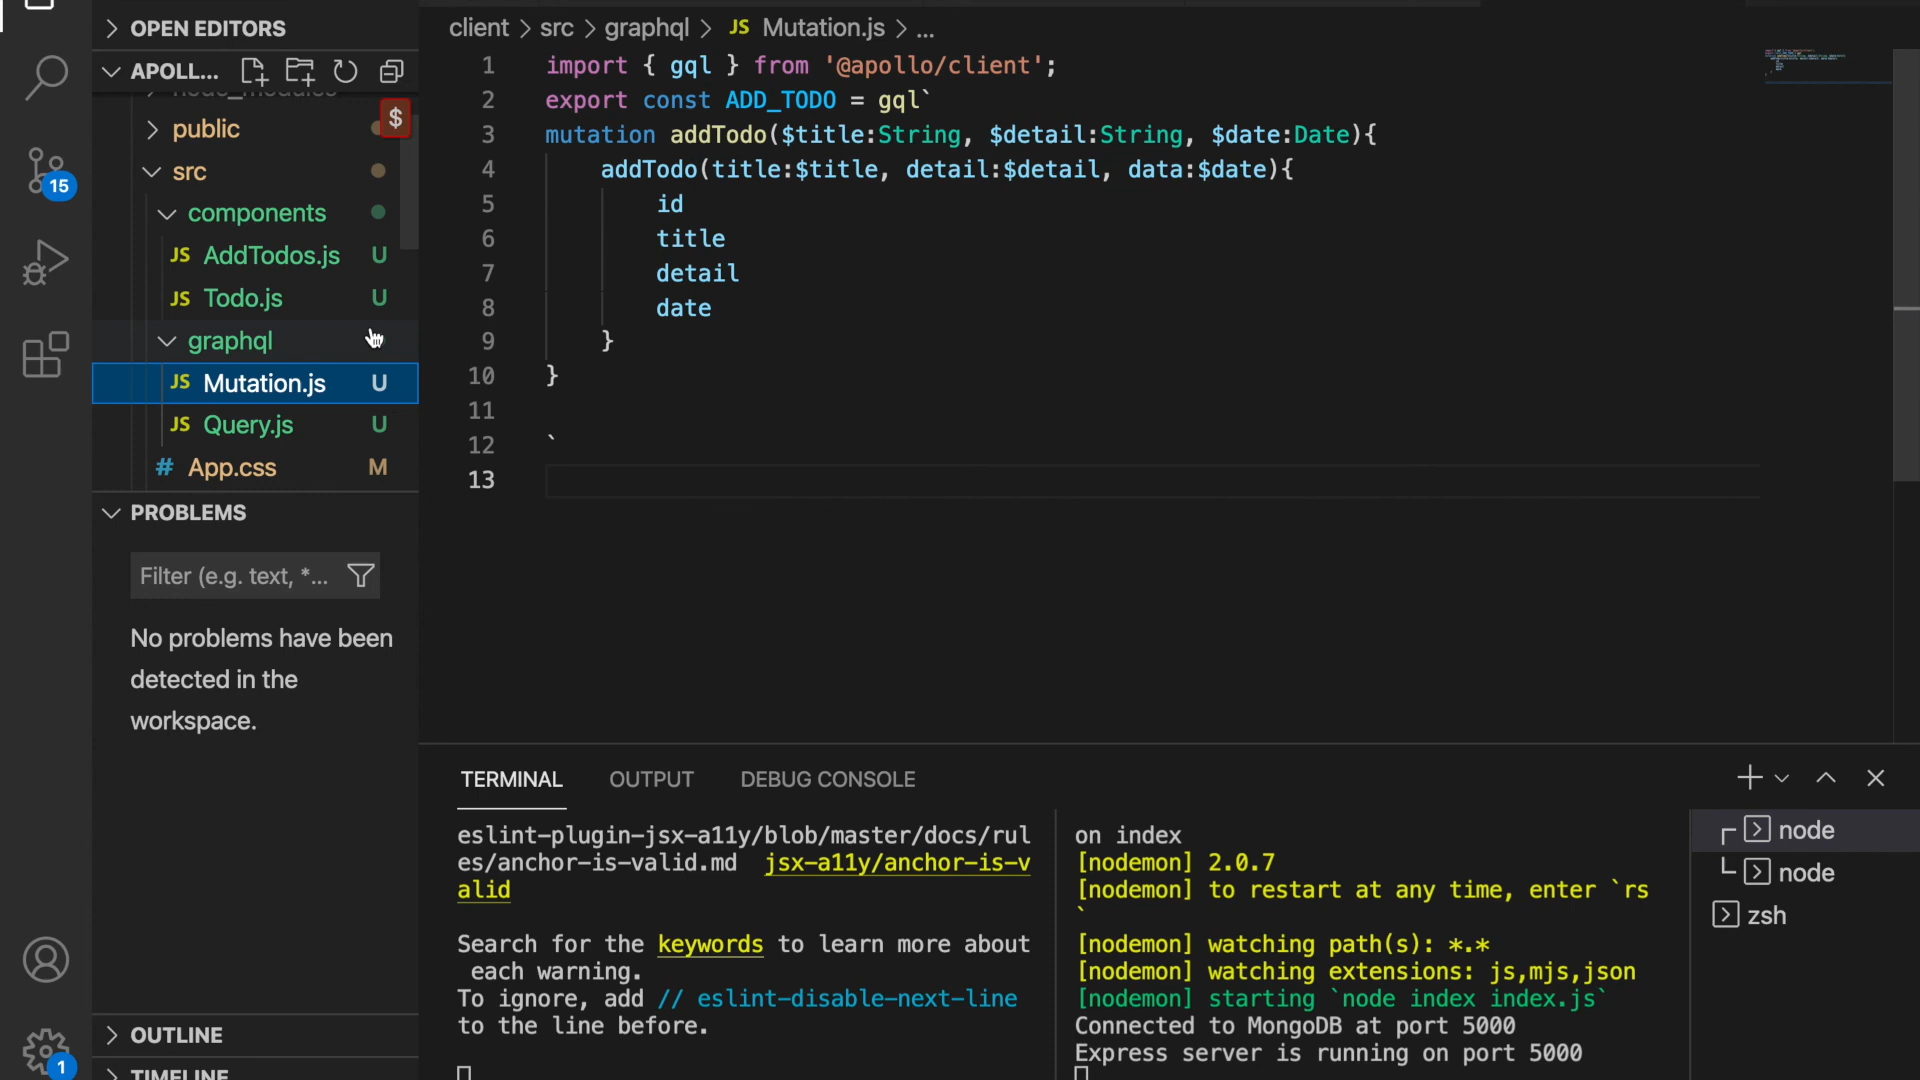 OPEN EDITORS
APOLL...
node_modules
$
public
src
components
JS AddTodos.js U
JS Todo.js U
graphql
JS Mutation.js U
JS Query.js U
# App.css M
15
PROBLEMS
Filter (e.g. text, *...
No problems have been
detected in the
workspace.
OUTLINE
TIMELINE
1
client > src > graphql > JS Mutation.js > ...
1 import { gql } from '@apollo/client';
2 export const ADD_TODO = gql`
3 mutation addTodo($title:String, $detail:String, $date:Date){
4 addTodo(title:$title, detail:$detail, data:$date){
5 id
6 title
7 detail
8 date
9 }
10 }
11
12 `
13
TERMINAL OUTPUT DEBUG CONSOLE
eslint-plugin-jsx-a11y/blob/master/docs/rul
es/anchor-is-valid.md jsx-a11y/anchor-is-v
alid
Search for the keywords to learn more about
each warning.
To ignore, add // eslint-disable-next-line
to the line before.
on index
[nodemon] 2.0.7
[nodemon] to restart at any time, enter `rs
`
[nodemon] watching path(s): *.*
[nodemon] watching extensions: js,mjs,json
[nodemon] starting `node index index.js`
Connected to MongoDB at port 5000
Express server is running on port 5000
node
node
zsh